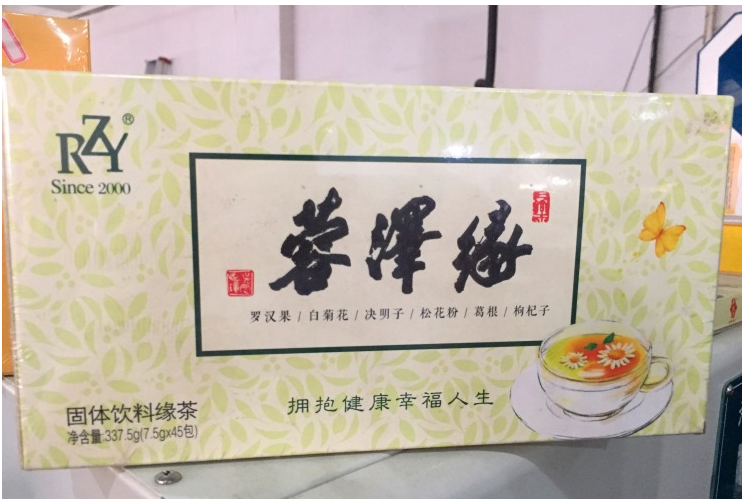 RZY®
Since 2000
蓉澤缘
罗汉果 / 白菊花 / 决明子 / 松花粉 / 葛根 / 枸杞子
拥抱健康幸福人生
固体饮料缘茶
净含量:337.5g(7.5gx45包)